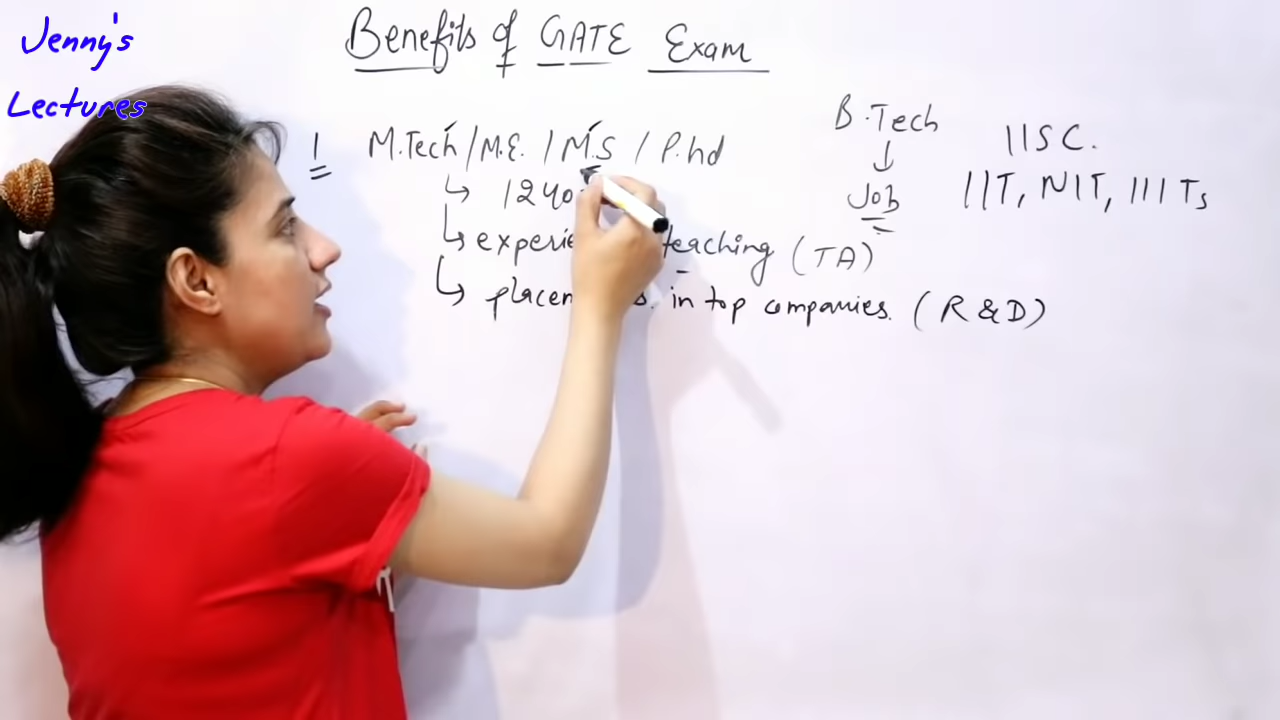 Jenny's
Lectures
Benefits of GATE Exam
1 M.Tech / M.E. / M.S / P.hd
↳ 1240
↳ teaching (TA)
↳ in top companies. (R & D)
B.Tech
↓
Job
IISC.
IIT, NIT, IIITs